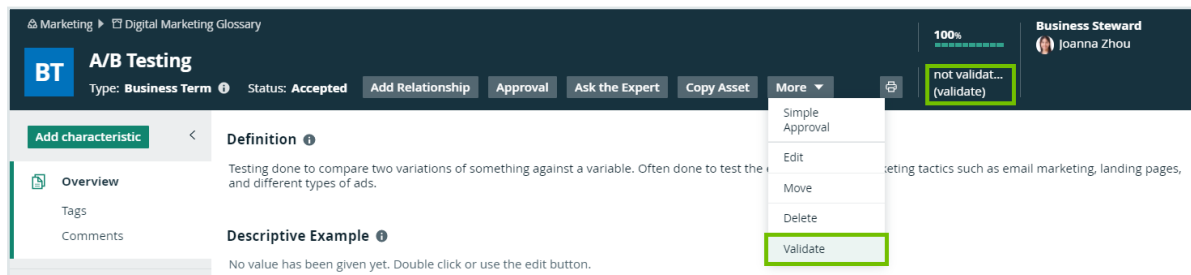 Marketing ▶ Digital Marketing Glossary
BT
A/B Testing
Type: Business Term Status: Accepted
Add Relationship
Approval
Ask the Expert
Copy Asset
More ▼
100%
not validat...
(validate)
Business Steward
Joanna Zhou
Simple
Approval
Edit
Move
Delete
Validate
Add characteristic
<
Overview
Tags
Comments
Definition
Testing done to compare two variations of something against a variable. Often done to test the keting tactics such as email marketing, landing pages,
and different types of ads.
Descriptive Example
No value has been given yet. Double click or use the edit button.